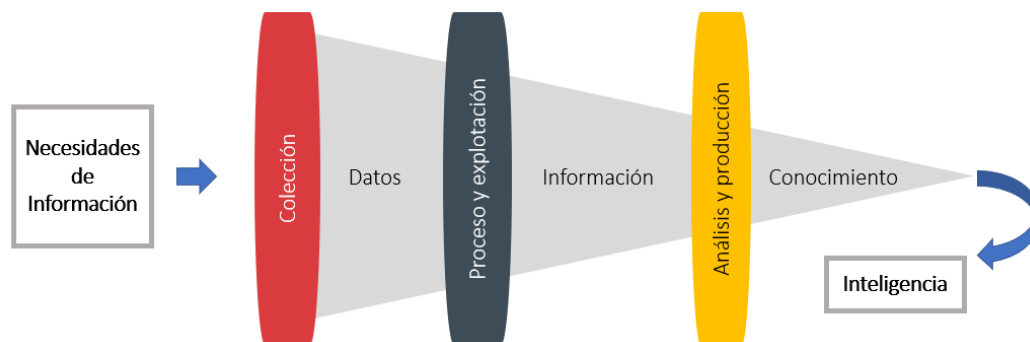 Necesidades
de
Información
Colección
Datos
Proceso y explotación
Información
Análisis y producción
Conocimiento
Inteligencia